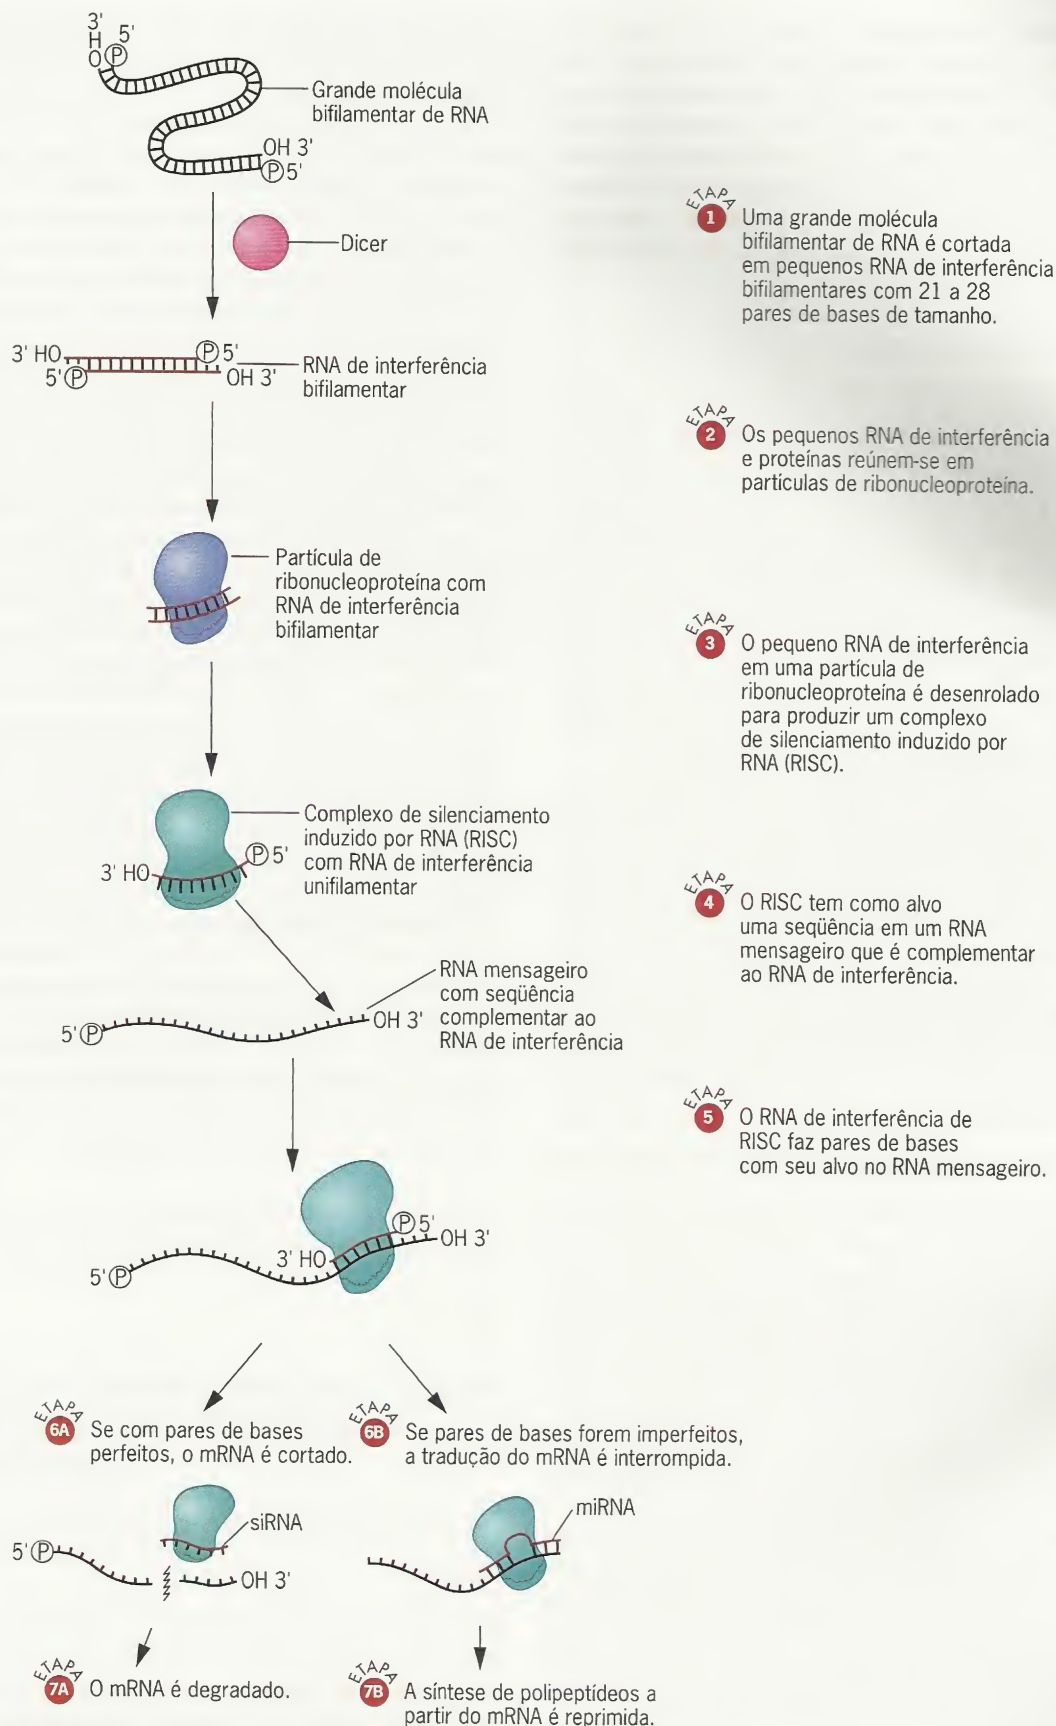 3'
H
O
5'
P
Grande molécula
bifilamentar de RNA
OH 3'
P 5'
Dicer
ETAPA
1
Uma grande molécula
bifilamentar de RNA é cortada
em pequenos RNA de interferência
bifilamentares com 21 a 28
pares de bases de tamanho.
3' HO
P 5'
5' P
OH 3'
RNA de interferência
bifilamentar
ETAPA
2
Os pequenos RNA de interferência
e proteínas reúnem-se em
partículas de ribonucleoproteína.
Partícula de
ribonucleoproteína com
RNA de interferência
bifilamentar
ETAPA
3
O pequeno RNA de interferência
em uma partícula de
ribonucleoproteína é desenrolado
para produzir um complexo
de silenciamento induzido por
RNA (RISC).
Complexo de silenciamento
induzido por RNA (RISC)
com RNA de interferência
unifilamentar
3' HO
P 5'
ETAPA
4
O RISC tem como alvo
uma seqüência em um RNA
mensageiro que é complementar
ao RNA de interferência.
RNA mensageiro
com seqüência
complementar ao
RNA de interferência
5' P
OH 3'
ETAPA
5
O RNA de interferência de
RISC faz pares de bases
com seu alvo no RNA mensageiro.
P 5'
OH 3'
3' HO
5' P
ETAPA
6A
Se com pares de bases
perfeitos, o mRNA é cortado.
ETAPA
6B
Se pares de bases forem imperfeitos,
a tradução do mRNA é interrompida.
siRNA
5' P
OH 3'
miRNA
ETAPA
7A
O mRNA é degradado.
ETAPA
7B
A síntese de polipeptídeos a
partir do mRNA é reprimida.